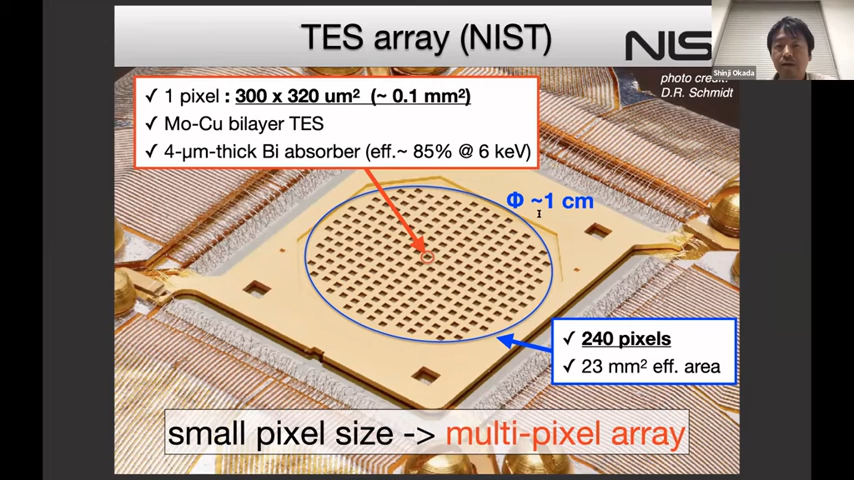 TES array (NIST)
NIS
Shinji Okada
photo credit:
D.R. Schmidt
✓ 1 pixel : 300 x 320 um² (~ 0.1 mm²)
✓ Mo-Cu bilayer TES
✓ 4-µm-thick Bi absorber (eff.~ 85% @ 6 keV)
Φ ~1 cm
✓ 240 pixels
✓ 23 mm² eff. area
small pixel size -> multi-pixel array